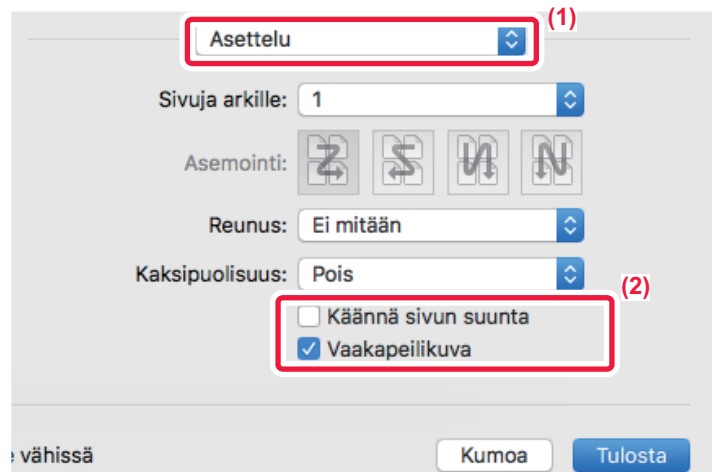 (1)
Asettelu
Sivuja arkille: 1
Asemointi:
Reunus: Ei mitään
Kaksipuolisuus: Pois
(2)
Käännä sivun suunta
Vaakapeilikuva
vähissä Kumoa Tulosta